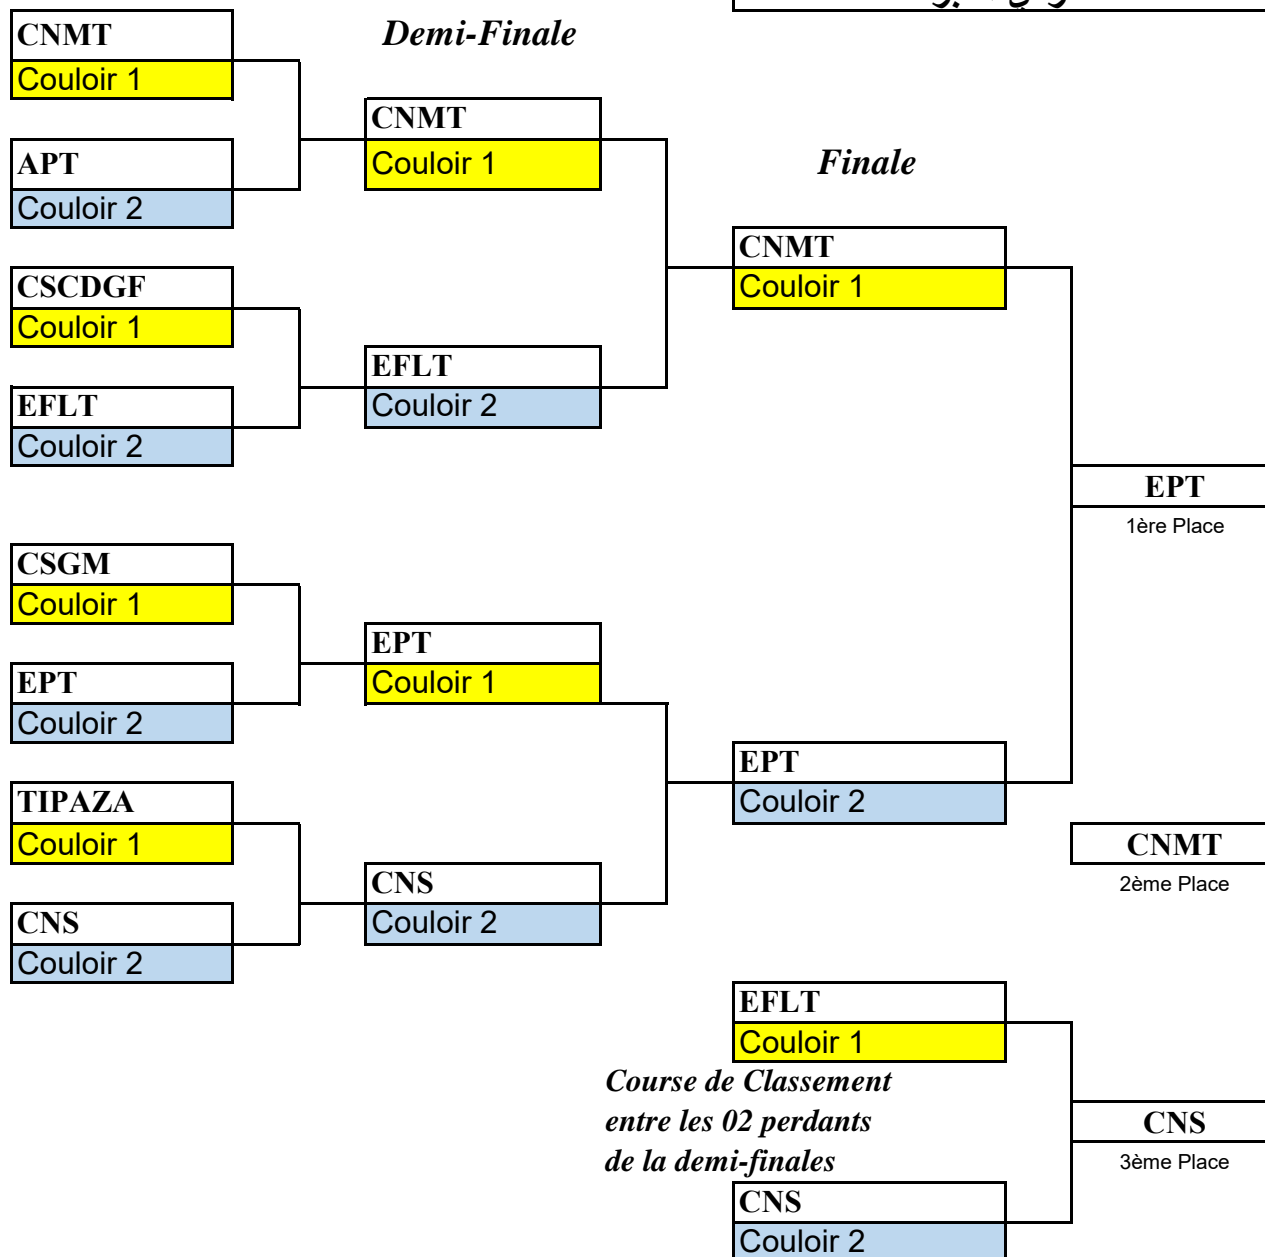 CNMT
Couloir 1
APT
Couloir 2
CSCDGF
Couloir 1
EFLT
Couloir 2
CSGM
Couloir 1
EPT
Couloir 2
TIPAZA
Couloir 1
CNS
Couloir 2
Demi-Finale
CNMT
Couloir 1
EFLT
Couloir 2
EPT
Couloir 1
CNS
Couloir 2
Finale
CNMT
Couloir 1
EPT
Couloir 2
EPT
1ère Place
CNMT
2ème Place
EFLT
Couloir 1
Course de Classement
entre les 02 perdants
de la demi-finales
CNS
Couloir 2
CNS
3ème Place